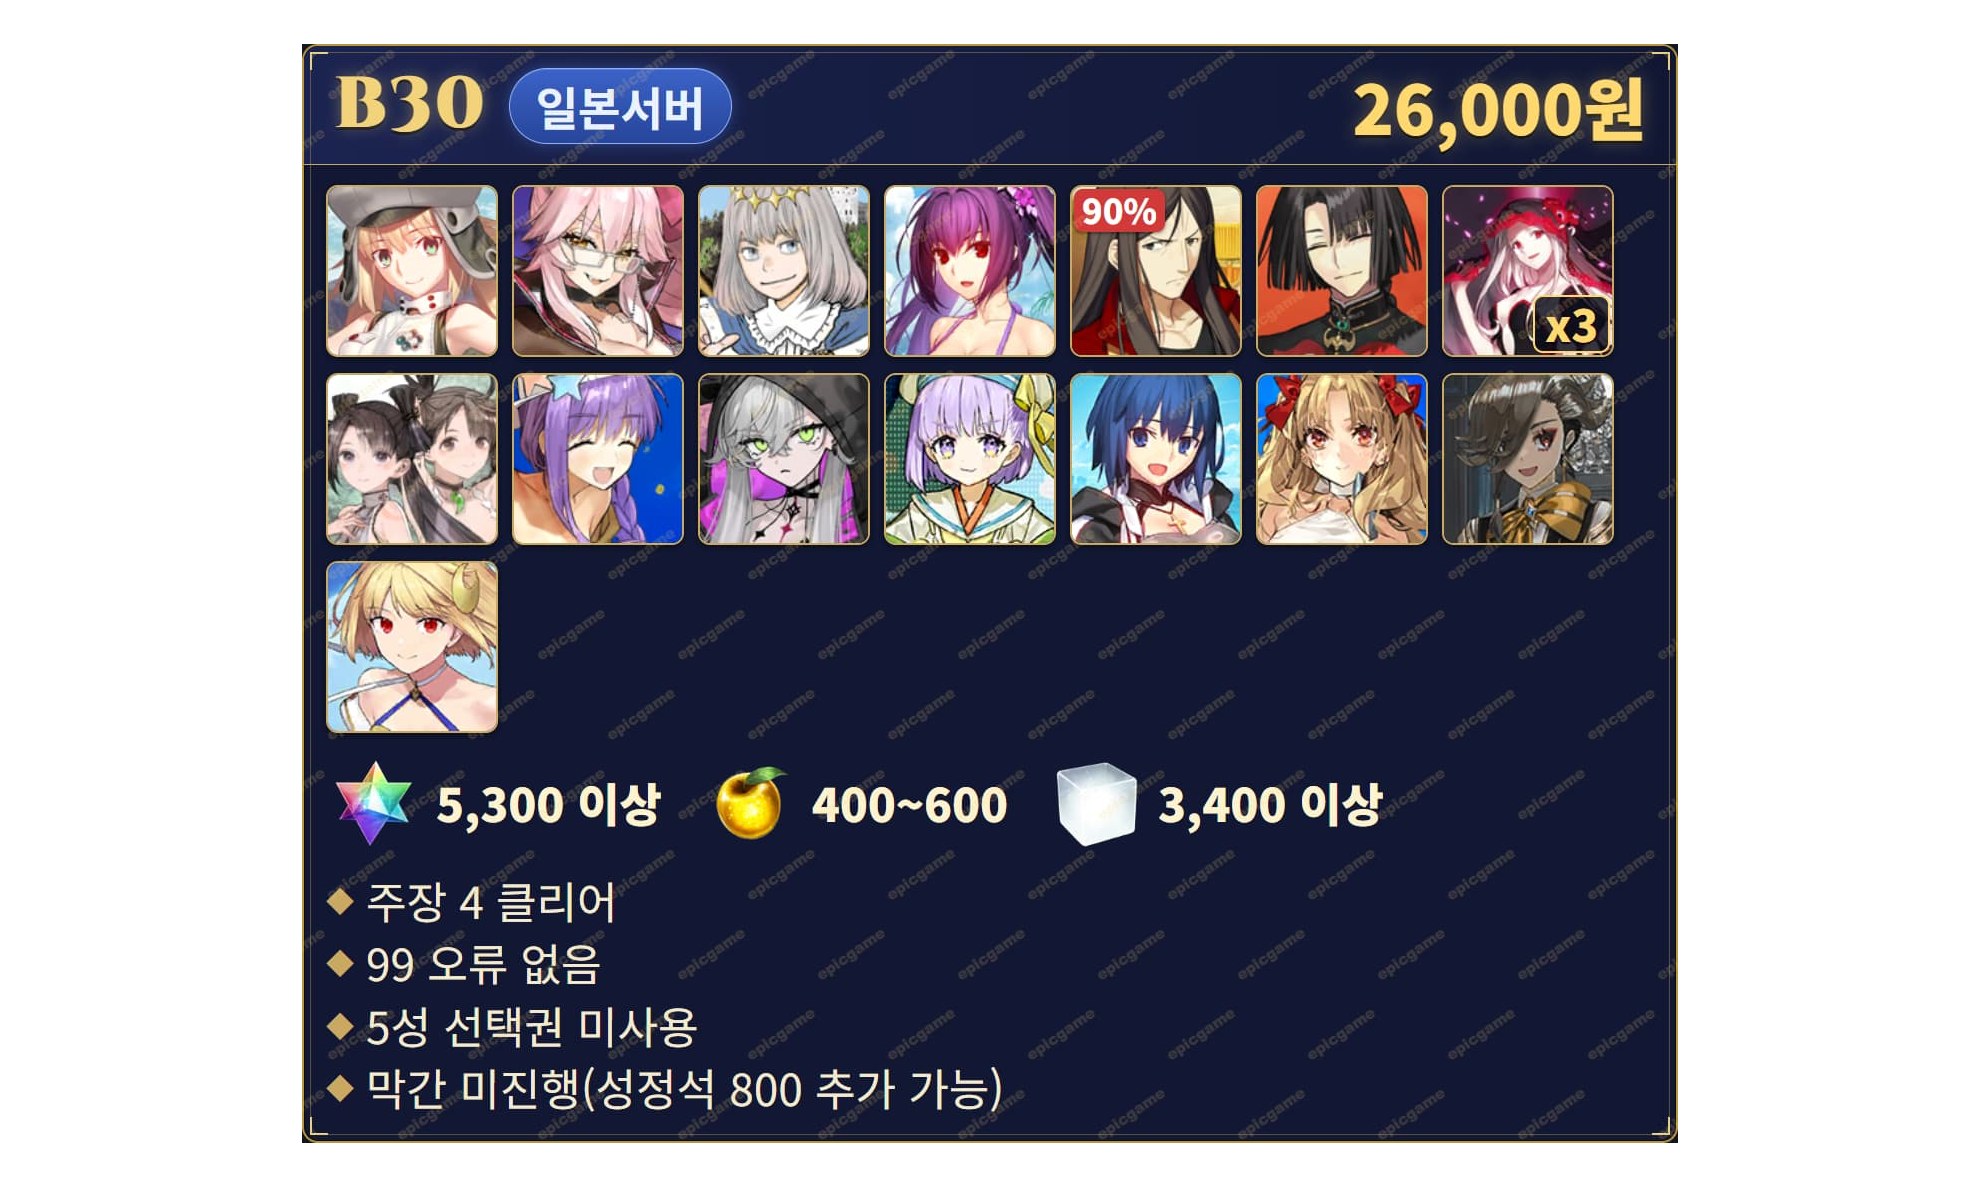 B30 일본서버 26,000원
90%
x3
5,300 이상 400~600 3,400 이상
주장 4 클리어
99 오류 없음
5성 선택권 미사용
막간 미진행(성정석 800 추가 가능)
epicgame